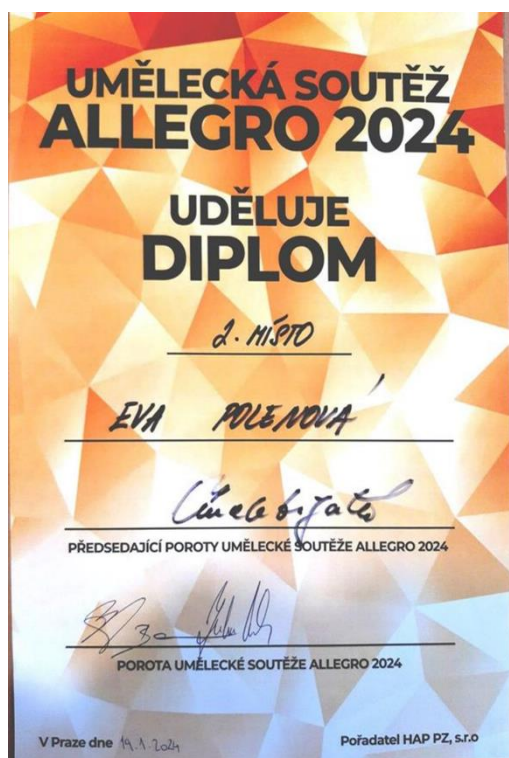 UMĚLECKÁ SOUTĚŽ
ALLEGRO 2024
UDĚLUJE
DIPLOM
2. MÍSTO
EVA POLENOVÁ
PŘEDSEDAJÍCÍ POROTY UMĚLECKÉ SOUTĚŽE ALLEGRO 2024
POROTA UMĚLECKÉ SOUTĚŽE ALLEGRO 2024
V Praze dne 19.1.2024
Pořadatel HAP PZ, s.r.o